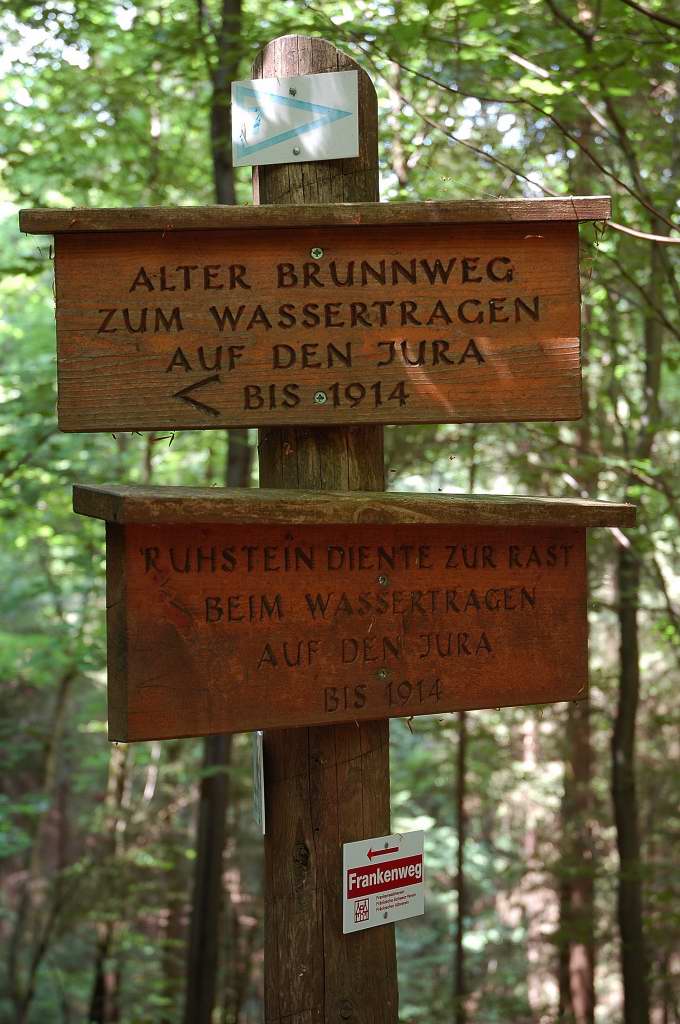 ALTER BRUNNWEG
ZUM WASSERTRAGEN
AUF DEN JURA
BIS 1914
RUHSTEIN DIENTE ZUR RAST
BEIM WASSERTRAGEN
AUF DEN JURA
BIS 1914
Frankenweg